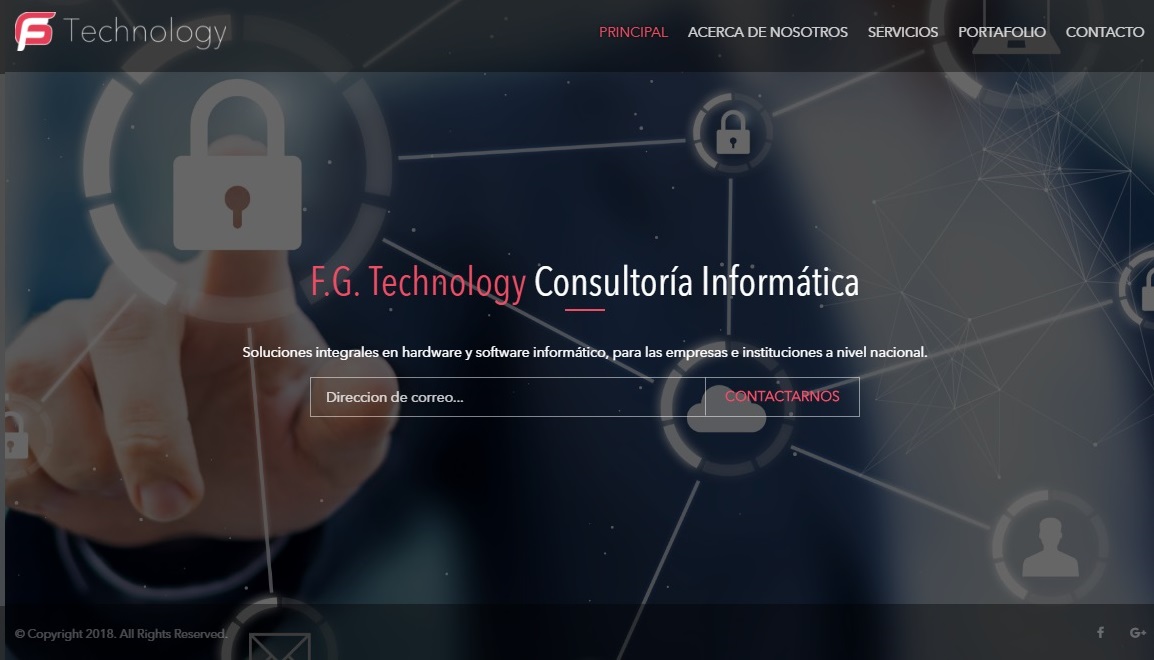 F Technology
PRINCIPAL ACERCA DE NOSOTROS SERVICIOS PORTAFOLIO CONTACTO
F.G. Technology Consultoría Informática
Soluciones integrales en hardware y software informático, para las empresas e instituciones a nivel nacional.
Direccion de correo... CONTACTARNOS
© Copyright 2018. All Rights Reserved.
f G+